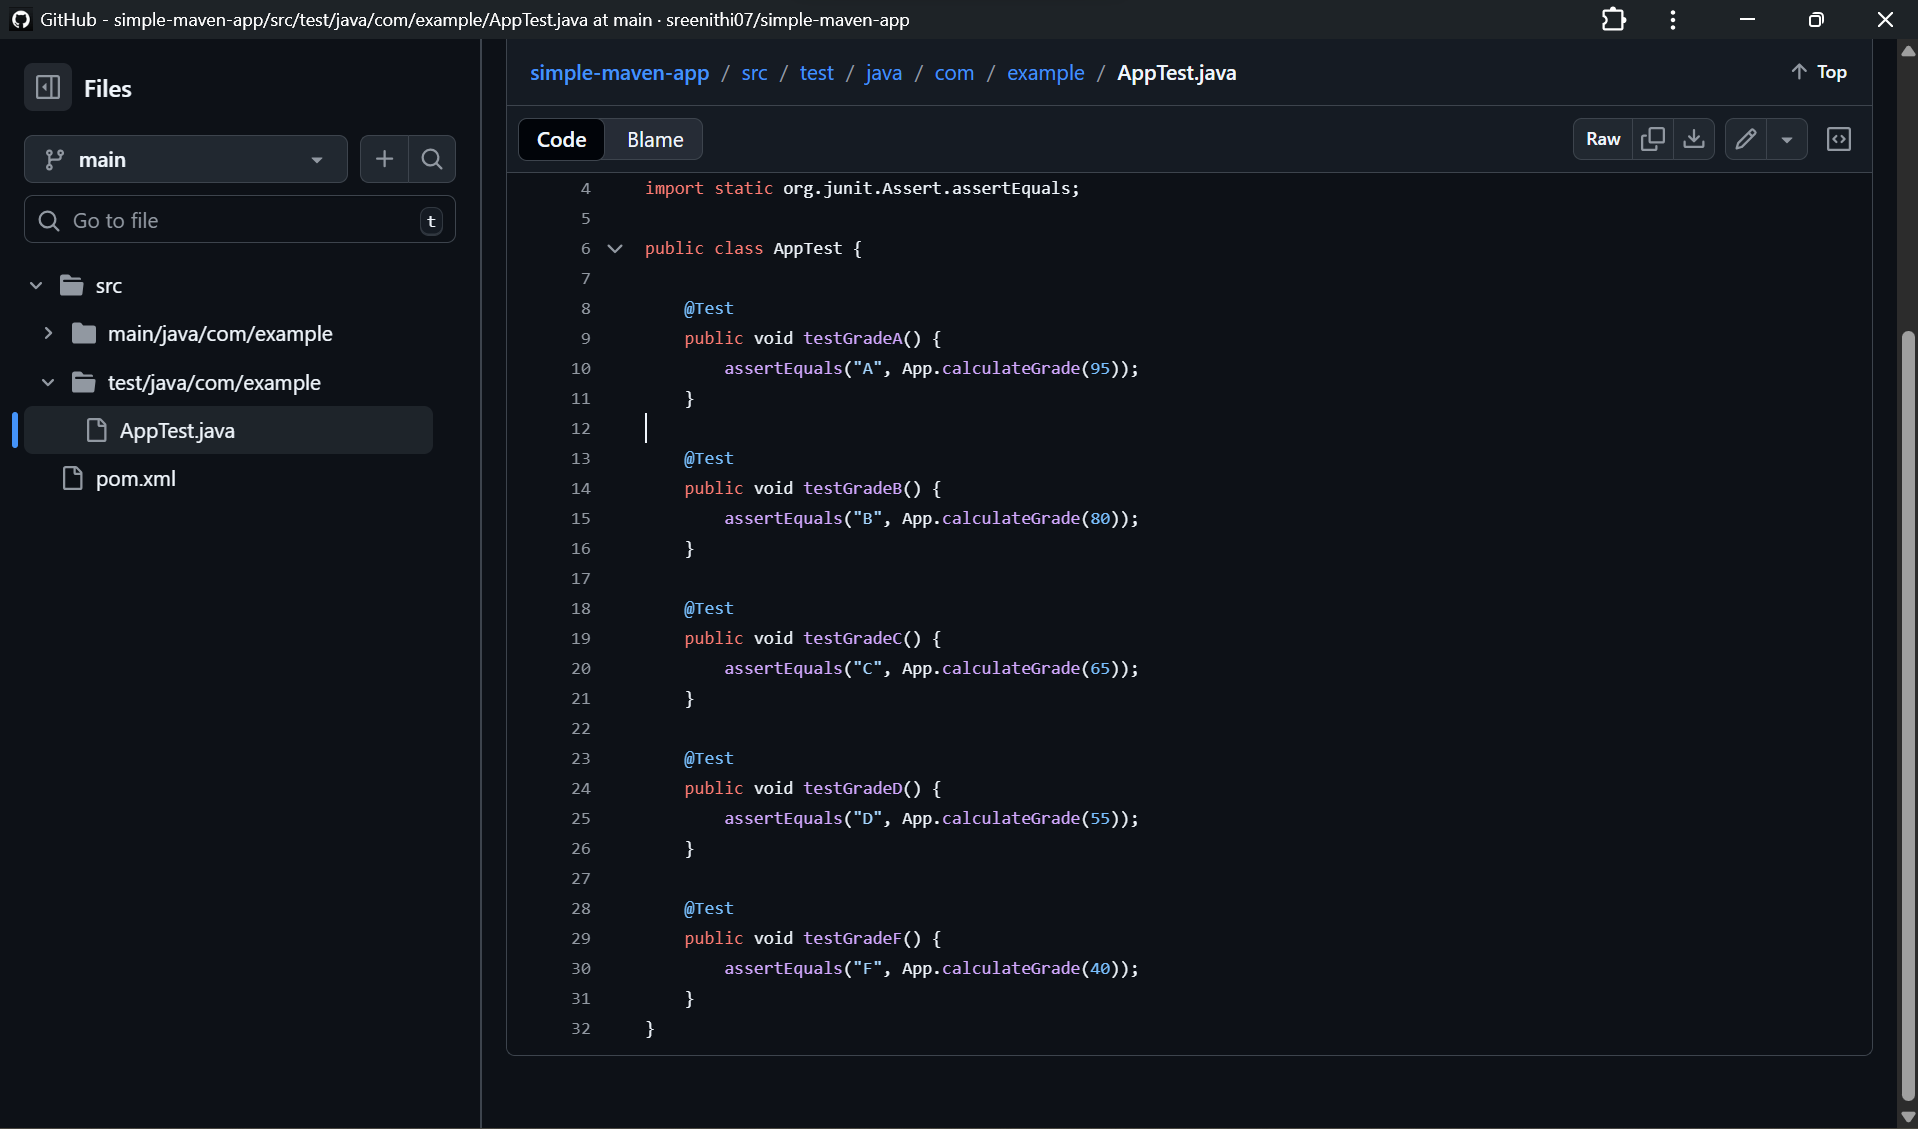 GitHub - simple-maven-app/src/test/java/com/example/AppTest.java at main · sreenithi07/simple-maven-app
Files
main
Go to file
t
src
main/java/com/example
test/java/com/example
AppTest.java
pom.xml
simple-maven-app / src / test / java / com / example / AppTest.java
Top
Code
Blame
Raw
4 import static org.junit.Assert.assertEquals;
5
6 public class AppTest {
7
8 @Test
9 public void testGradeA() {
10 assertEquals("A", App.calculateGrade(95));
11 }
12
13 @Test
14 public void testGradeB() {
15 assertEquals("B", App.calculateGrade(80));
16 }
17
18 @Test
19 public void testGradeC() {
20 assertEquals("C", App.calculateGrade(65));
21 }
22
23 @Test
24 public void testGradeD() {
25 assertEquals("D", App.calculateGrade(55));
26 }
27
28 @Test
29 public void testGradeF() {
30 assertEquals("F", App.calculateGrade(40));
31 }
32 }